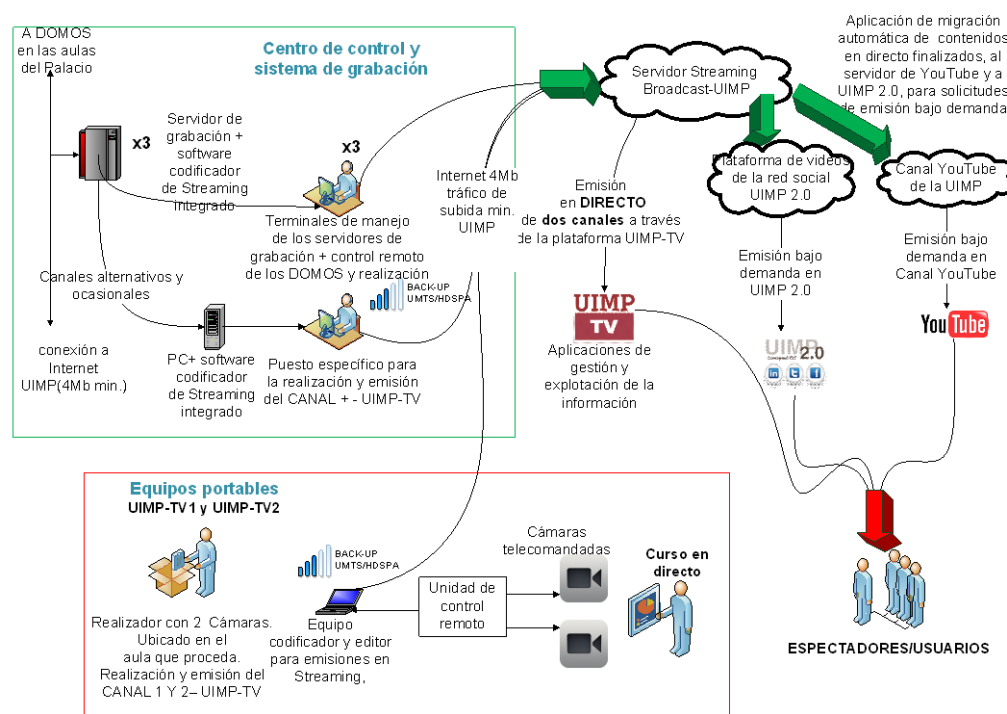 A DOMOS
en las aulas
del Palacio
Centro de control y
sistema de grabación
x3
Servidor de
grabación +
software
codificador
de Streaming
integrado
x3
Terminales de manejo
de los servidores de
grabación + control remoto
de los DOMOS y realización
Internet 4Mb
tráfico de
subida min.
UIMP
Canales alternativos y
ocasionales
BACK-UP
UMTS/HDSPA
conexión a
Internet
UIMP(4Mb min.)
PC+ software
codificador
de Streaming
integrado
Puesto específico para
la realización y emisión
del CANAL + - UIMP-TV
Servidor Streaming
Broadcast-UIMP
Aplicación de migración
automática de contenidos
en directo finalizados, al
servidor de YouTube y a
UIMP 2.0, para solicitudes
de emisión bajo demanda
Emisión
en DIRECTO
de dos canales a través
de la plataforma UIMP-TV
Plataforma de videos
de la red social
UIMP 2.0
Canal YouTube
de la UIMP
Emisión bajo
demanda en
UIMP 2.0
Emisión bajo
demanda en
Canal YouTube
UIMP
TV
Aplicaciones de
gestión y
explotación de la
información
UIMP
2.0
You Tube
Equipos portables
UIMP-TV1 y UIMP-TV2
Realizador con 2 Cámaras.
Ubicado en el
aula que proceda.
Realización y emisión del
CANAL 1 Y 2– UIMP-TV
BACK-UP
UMTS/HDSPA
Equipo
codificador y editor
para emisiones en
Streaming,
Unidad de
control
remoto
Cámaras
telecomandadas
Curso en
directo
ESPECTADORES/USUARIOS